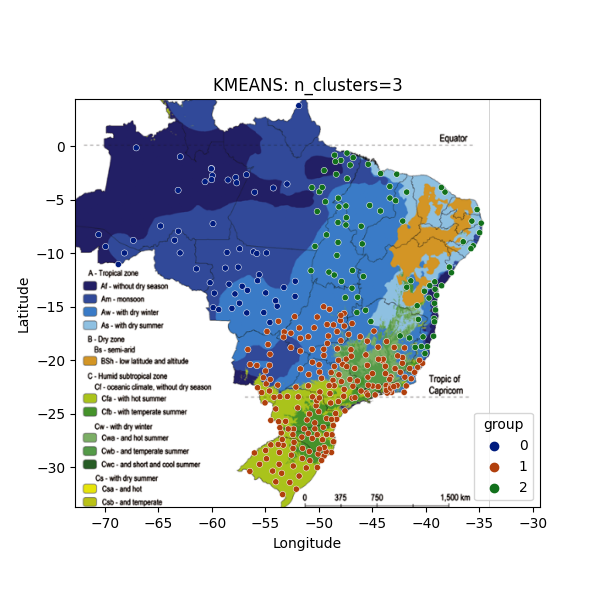 KMEANS: n_clusters=3
Latitude
0
−5
−10
−15
−20
−25
−30
Equator
Tropic of
Capricorn
A - Tropical zone
Af - without dry season
Am - monsoon
Aw - with dry winter
As - with dry summer
B - Dry zone
Bs - semi-arid
BSh - low latitude and altitude
C - Humid subtropical zone
Cf - oceanic climate, without dry season
Cfa - with hot summer
Cfb - with temperate summer
Cw - with dry winter
Cwa - and hot summer
Cwb - and temperate summer
Cwc - and short and cool summer
Cs - with dry summer
Csa - and hot
Csb - and temperate
0 375 750 1,500 km
group
0
1
2
−70 −65 −60 −55 −50 −45 −40 −35 −30
Longitude